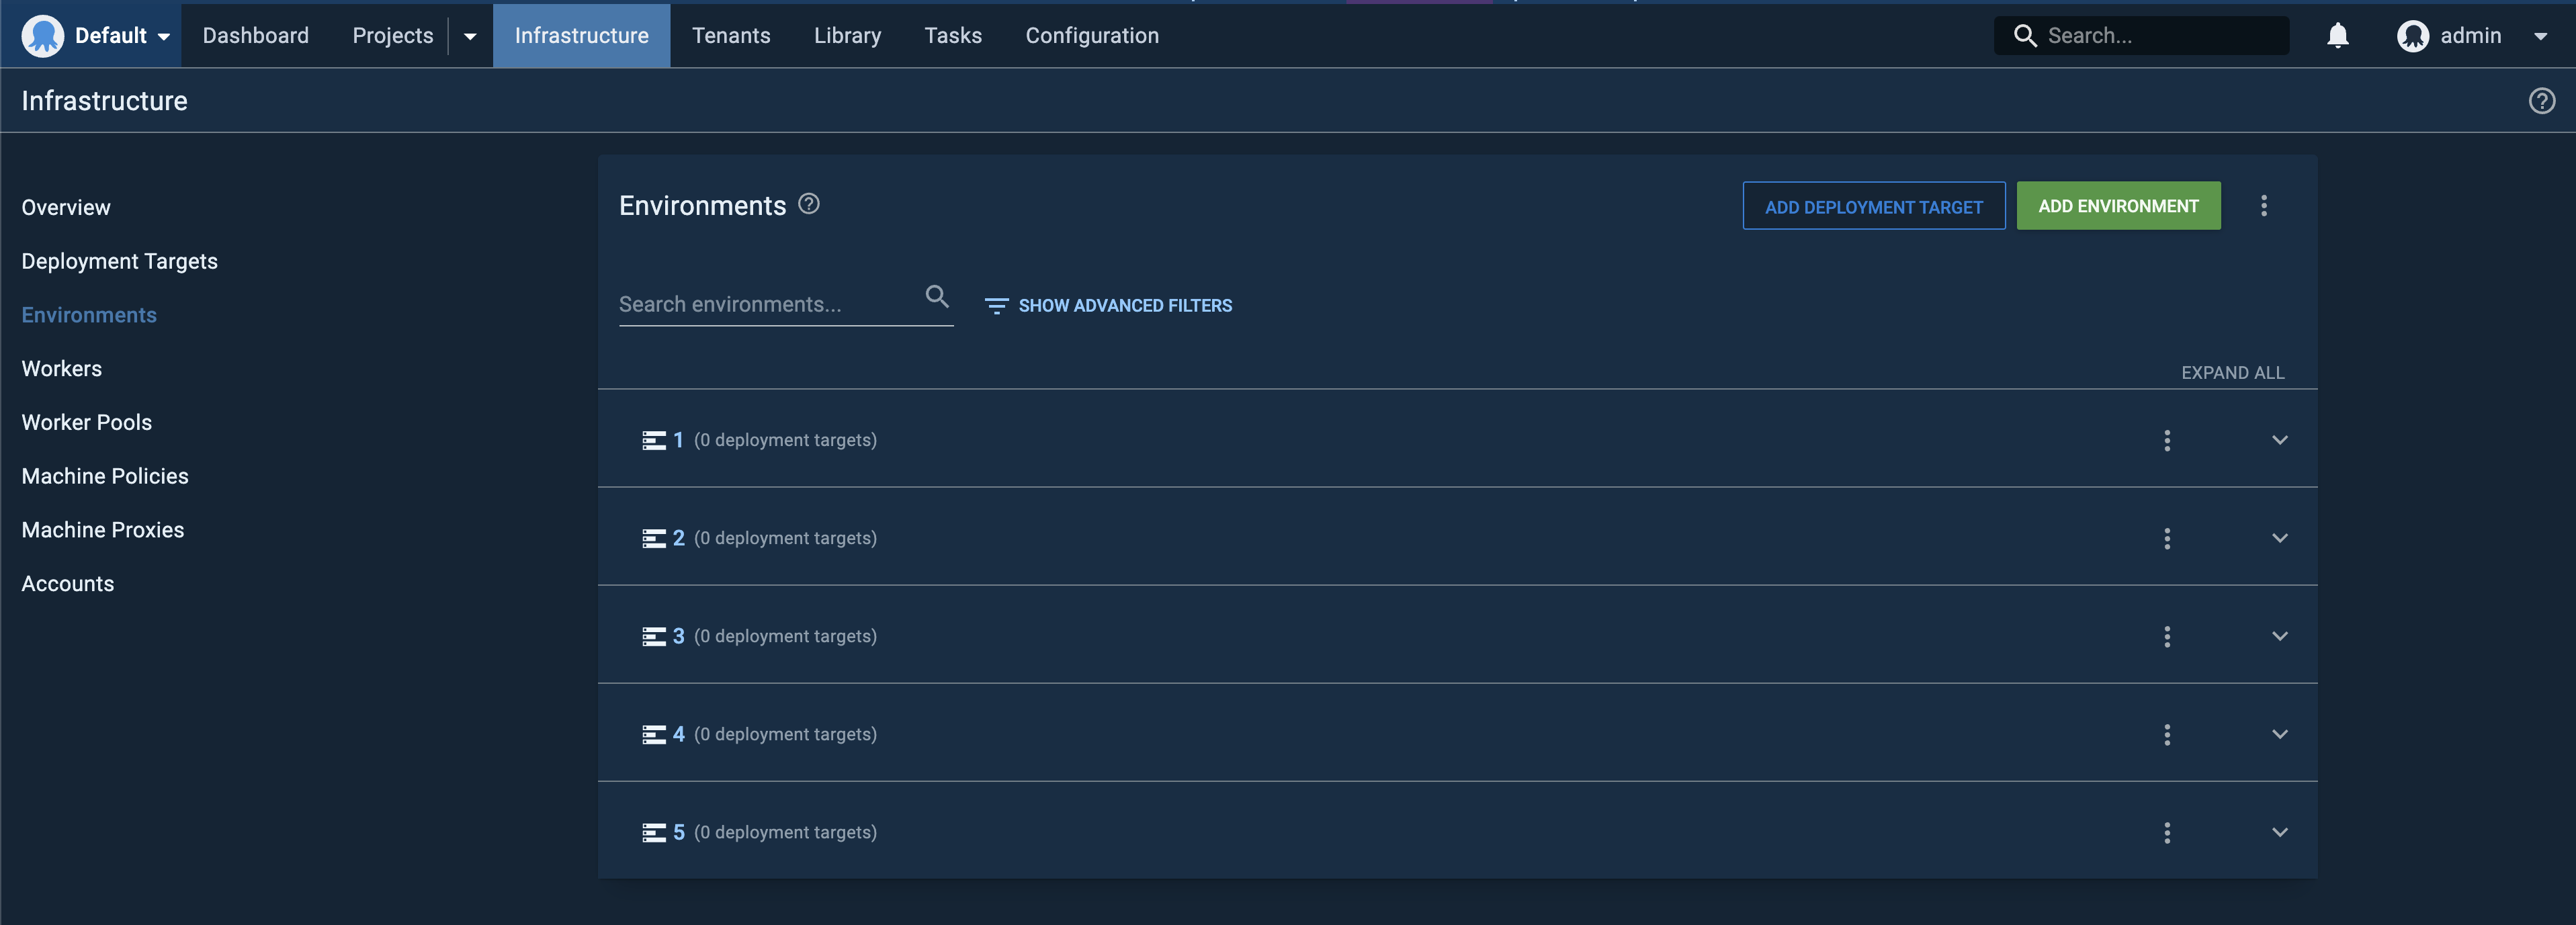 Default Dashboard Projects Infrastructure Tenants Library Tasks Configuration Search... admin
Infrastructure
Overview
Deployment Targets
Environments
Workers
Worker Pools
Machine Policies
Machine Proxies
Accounts
Environments
ADD DEPLOYMENT TARGET
ADD ENVIRONMENT
Search environments...
SHOW ADVANCED FILTERS
EXPAND ALL
1 (0 deployment targets)
2 (0 deployment targets)
3 (0 deployment targets)
4 (0 deployment targets)
5 (0 deployment targets)